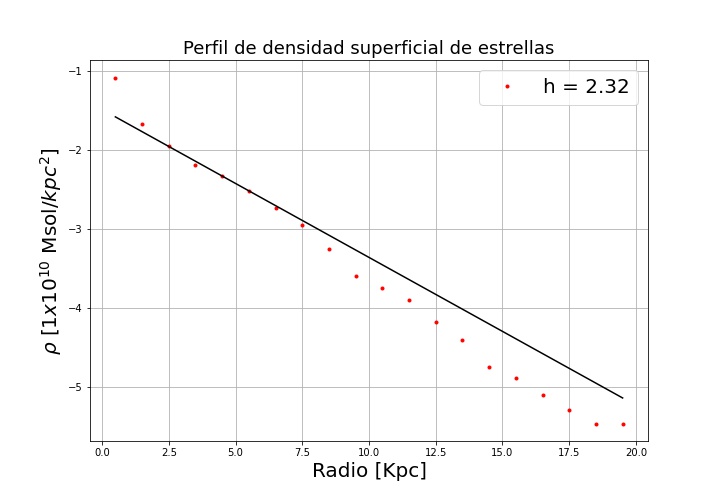 Perfil de densidad superficial de estrellas
h = 2.32
−1
−2
−3
−4
−5
ρ [1x10¹⁰ Msol/kpc²]
0.0 2.5 5.0 7.5 10.0 12.5 15.0 17.5 20.0
Radio [Kpc]